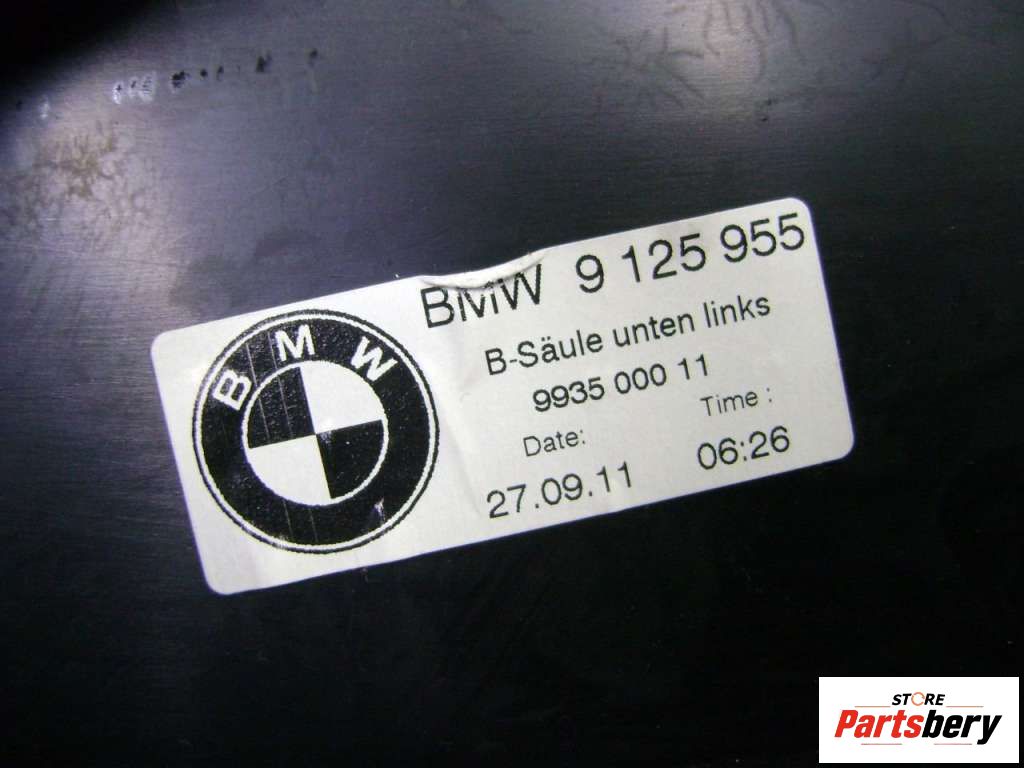 BMW
BMW 9 125 955
B-Säule unten links
9935 000 11
Date: Time :
27.09.11 06:26
STORE
Partsbery